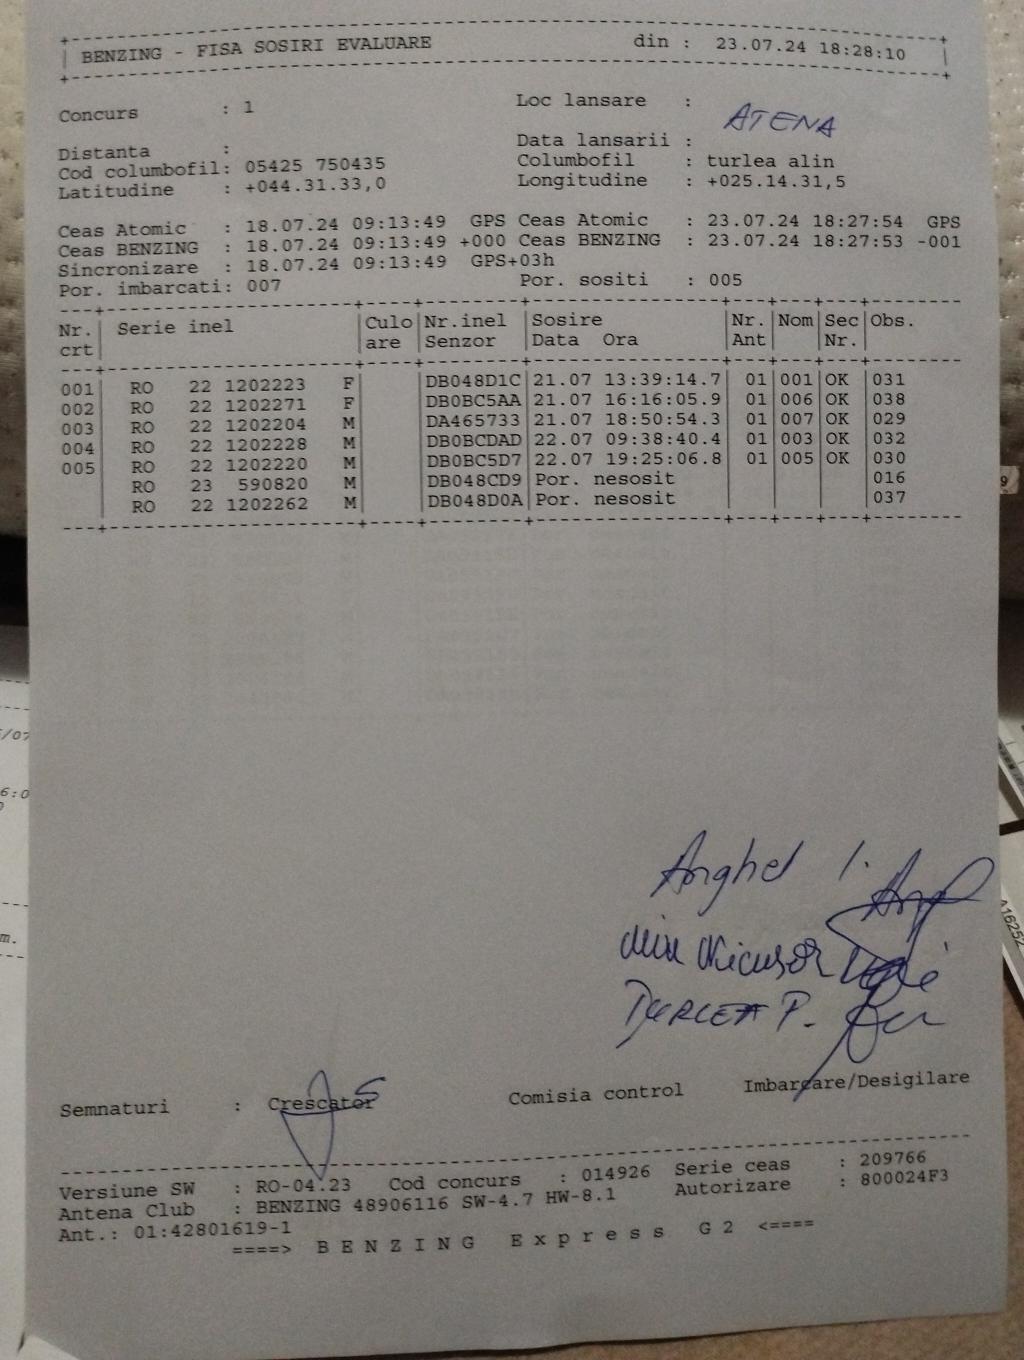 BENZING - FISA SOSIRI EVALUARE din : 23.07.24 18:28:10
Concurs : 1 Loc lansare : ATENA
Distanta : Data lansarii :
Cod columbofil: 05425 750435 Columbofil : turlea alin
Latitudine : +044.31.33,0 Longitudine : +025.14.31,5
Ceas Atomic : 18.07.24 09:13:49 GPS Ceas Atomic : 23.07.24 18:27:54 GPS
Ceas BENZING : 18.07.24 09:13:49 +000 Ceas BENZING : 23.07.24 18:27:53 -001
Sincronizare : 18.07.24 09:13:49 GPS+03h
Por. imbarcati: 007 Por. sositi : 005
Nr. Serie inel Culo Nr.inel Sosire Nr. Nom Sec Obs.
crt are Senzor Data Ora Ant Nr.
001 RO 22 1202223 F DB048D1C 21.07 13:39:14.7 01 001 OK 031
002 RO 22 1202271 F DB0BC5AA 21.07 16:16:05.9 01 006 OK 038
003 RO 22 1202204 M DA465733 21.07 18:50:54.3 01 007 OK 029
004 RO 22 1202228 M DB0BCDAD 22.07 09:38:40.4 01 003 OK 032
005 RO 22 1202220 M DB0BC5D7 22.07 19:25:06.8 01 005 OK 030
RO 23 590820 M DB048CD9 Por. nesosit 016
RO 22 1202262 M DB048D0A Por. nesosit 037
Anghel I.
Nicusor
TURLEA P.
Semnaturi : Crescator Comisia control Imbarcare/Desigilare
Versiune SW : RO-04.23 Cod concurs : 014926 Serie ceas : 209766
Antena Club : BENZING 48906116 SW-4.7 HW-8.1 Autorizare : 800024F3
Ant.: 01:42801619-1
====> B E N Z I N G E x p r e s s G 2 <====
A16252